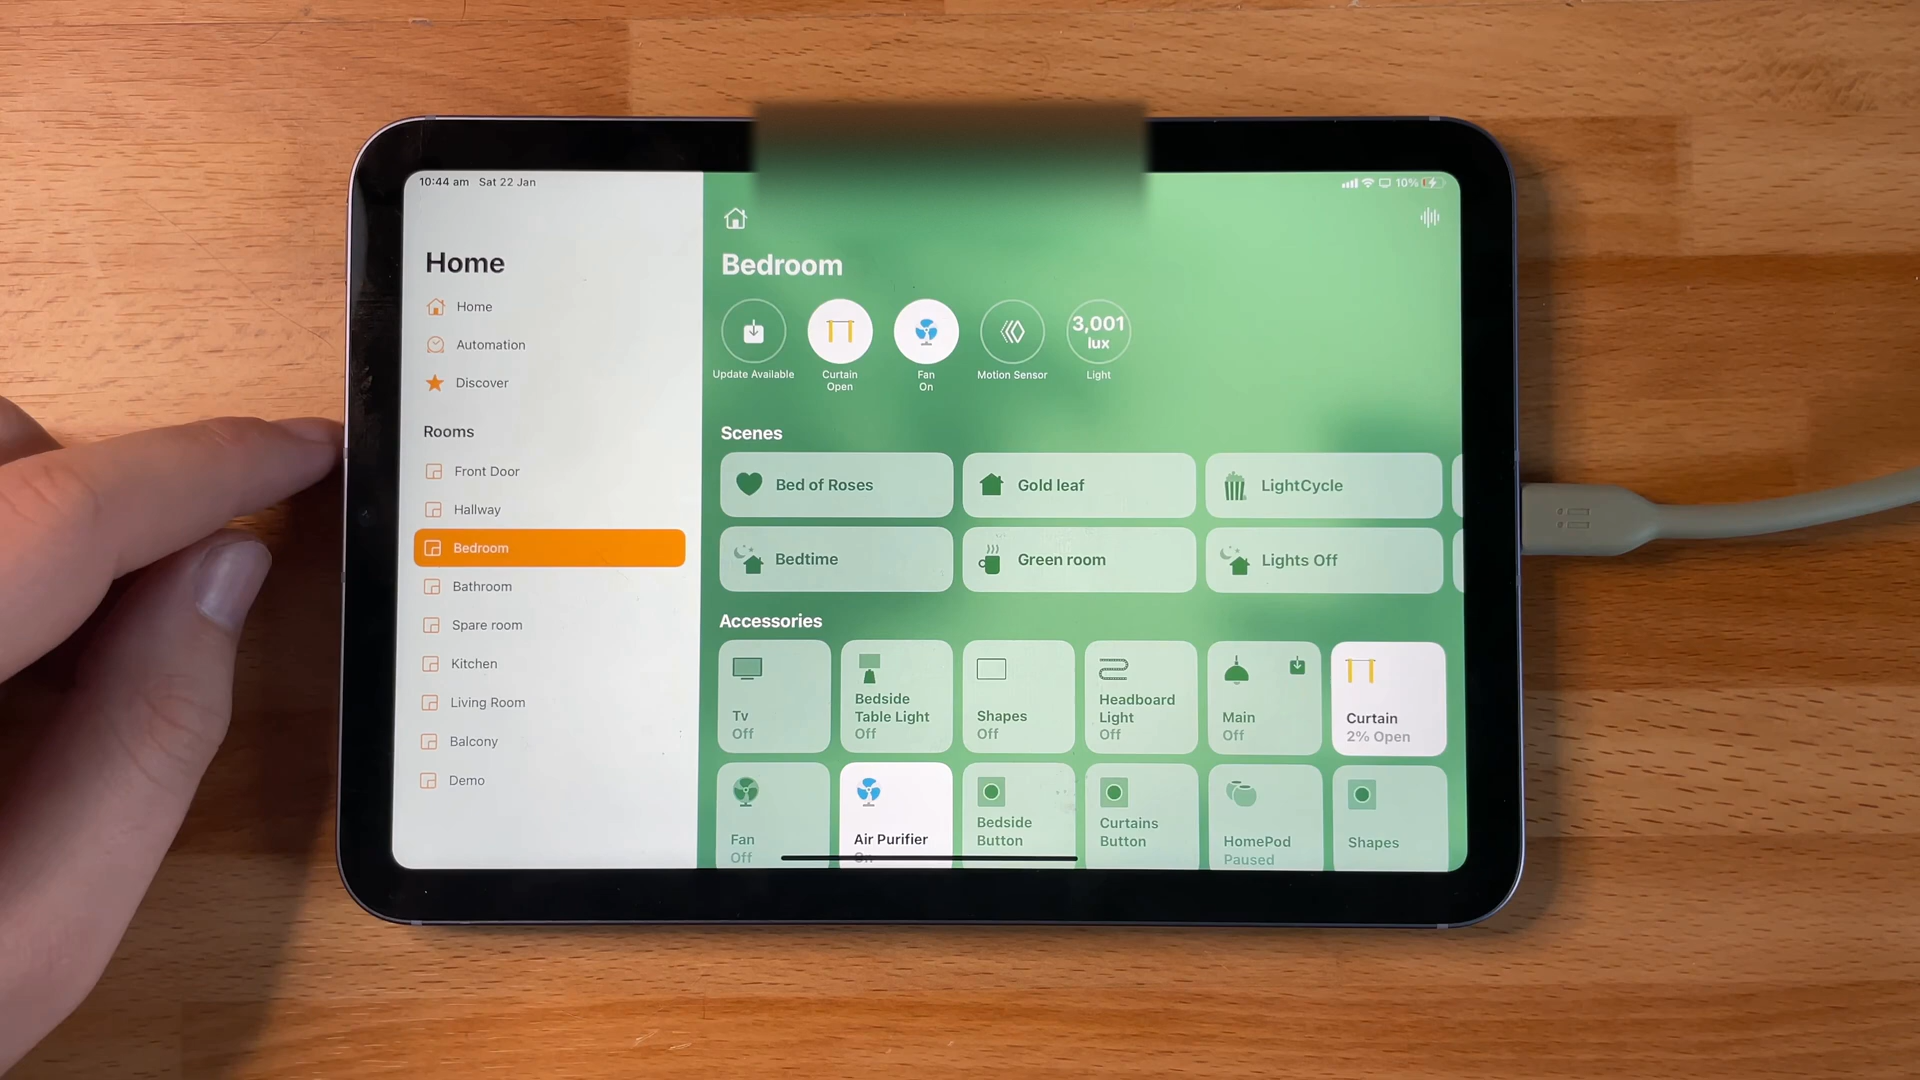 10:44 am Sat 22 Jan
10%
Home
Home
Automation
Discover
Rooms
Front Door
Hallway
Bedroom
Bathroom
Spare room
Kitchen
Living Room
Balcony
Demo
Bedroom
3,001
lux
Update Available
Curtain
Open
Fan
On
Motion Sensor
Light
Scenes
Bed of Roses
Gold leaf
LightCycle
Bedtime
Green room
Lights Off
Accessories
Tv
Off
Bedside
Table Light
Off
Shapes
Off
Headboard
Light
Off
Main
Off
Curtain
2% Open
Fan
Off
Air Purifier
On
Bedside
Button
Curtains
Button
HomePod
Paused
Shapes